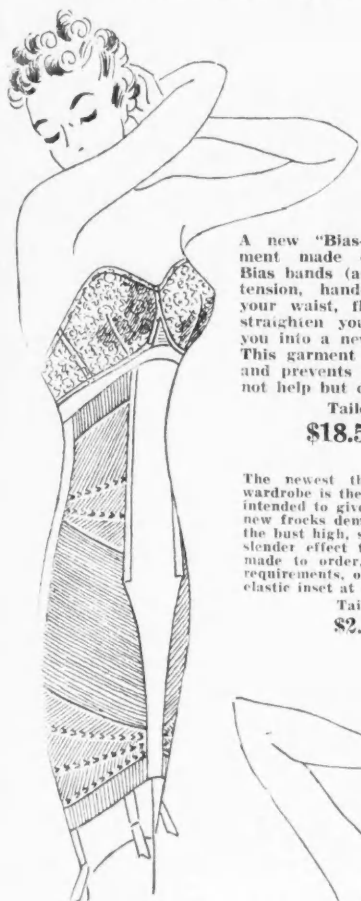 A new "Bias-
ment made
Bias bands (a
tension, hand
your waist, fl
straighten you
you into a new
This garment
and prevents
not help but
Tail
$18.5
The newest th
wardrobe is the
intended to give
new frocks dem
the bust high, s
slender effect
made to order,
requirements, o
elastic inset at
Tai
$2.